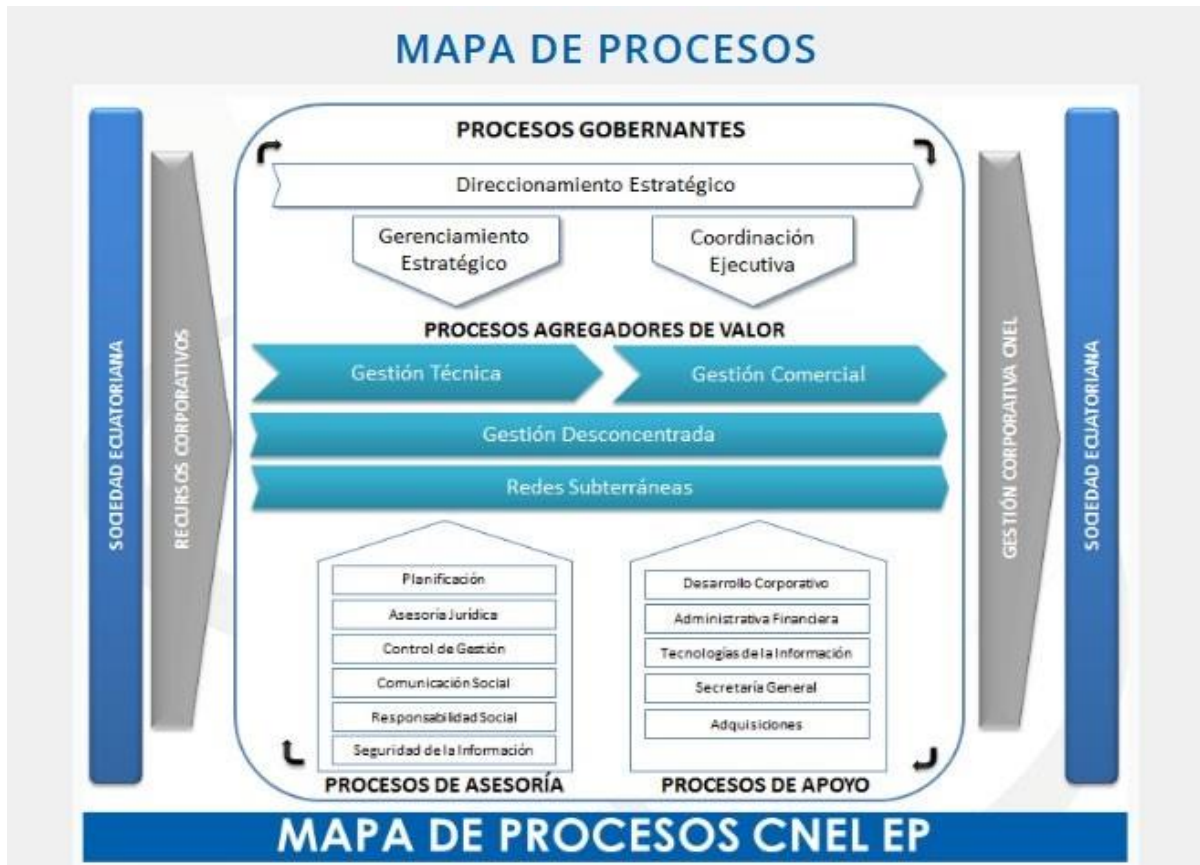 MAPA DE PROCESOS
SOCIEDAD ECUATORIANA
RECURSOS CORPORATIVOS
PROCESOS GOBERNANTES
Direccionamiento Estratégico
Gerenciamiento
Estratégico
Coordinación
Ejecutiva
PROCESOS AGREGADORES DE VALOR
Gestión Técnica
Gestión Comercial
Gestión Desconcentrada
Redes Subterráneas
Planificación
Asesoría Jurídica
Control de Gestión
Comunicación Social
Responsabilidad Social
Seguridad de la Información
PROCESOS DE ASESORÍA
Desarrollo Corporativo
Administrativa Financiera
Tecnologías de la Información
Secretaría General
Adquisiciones
PROCESOS DE APOYO
GESTIÓN CORPORATIVA CNEL
SOCIEDAD ECUATORIANA
MAPA DE PROCESOS CNEL EP